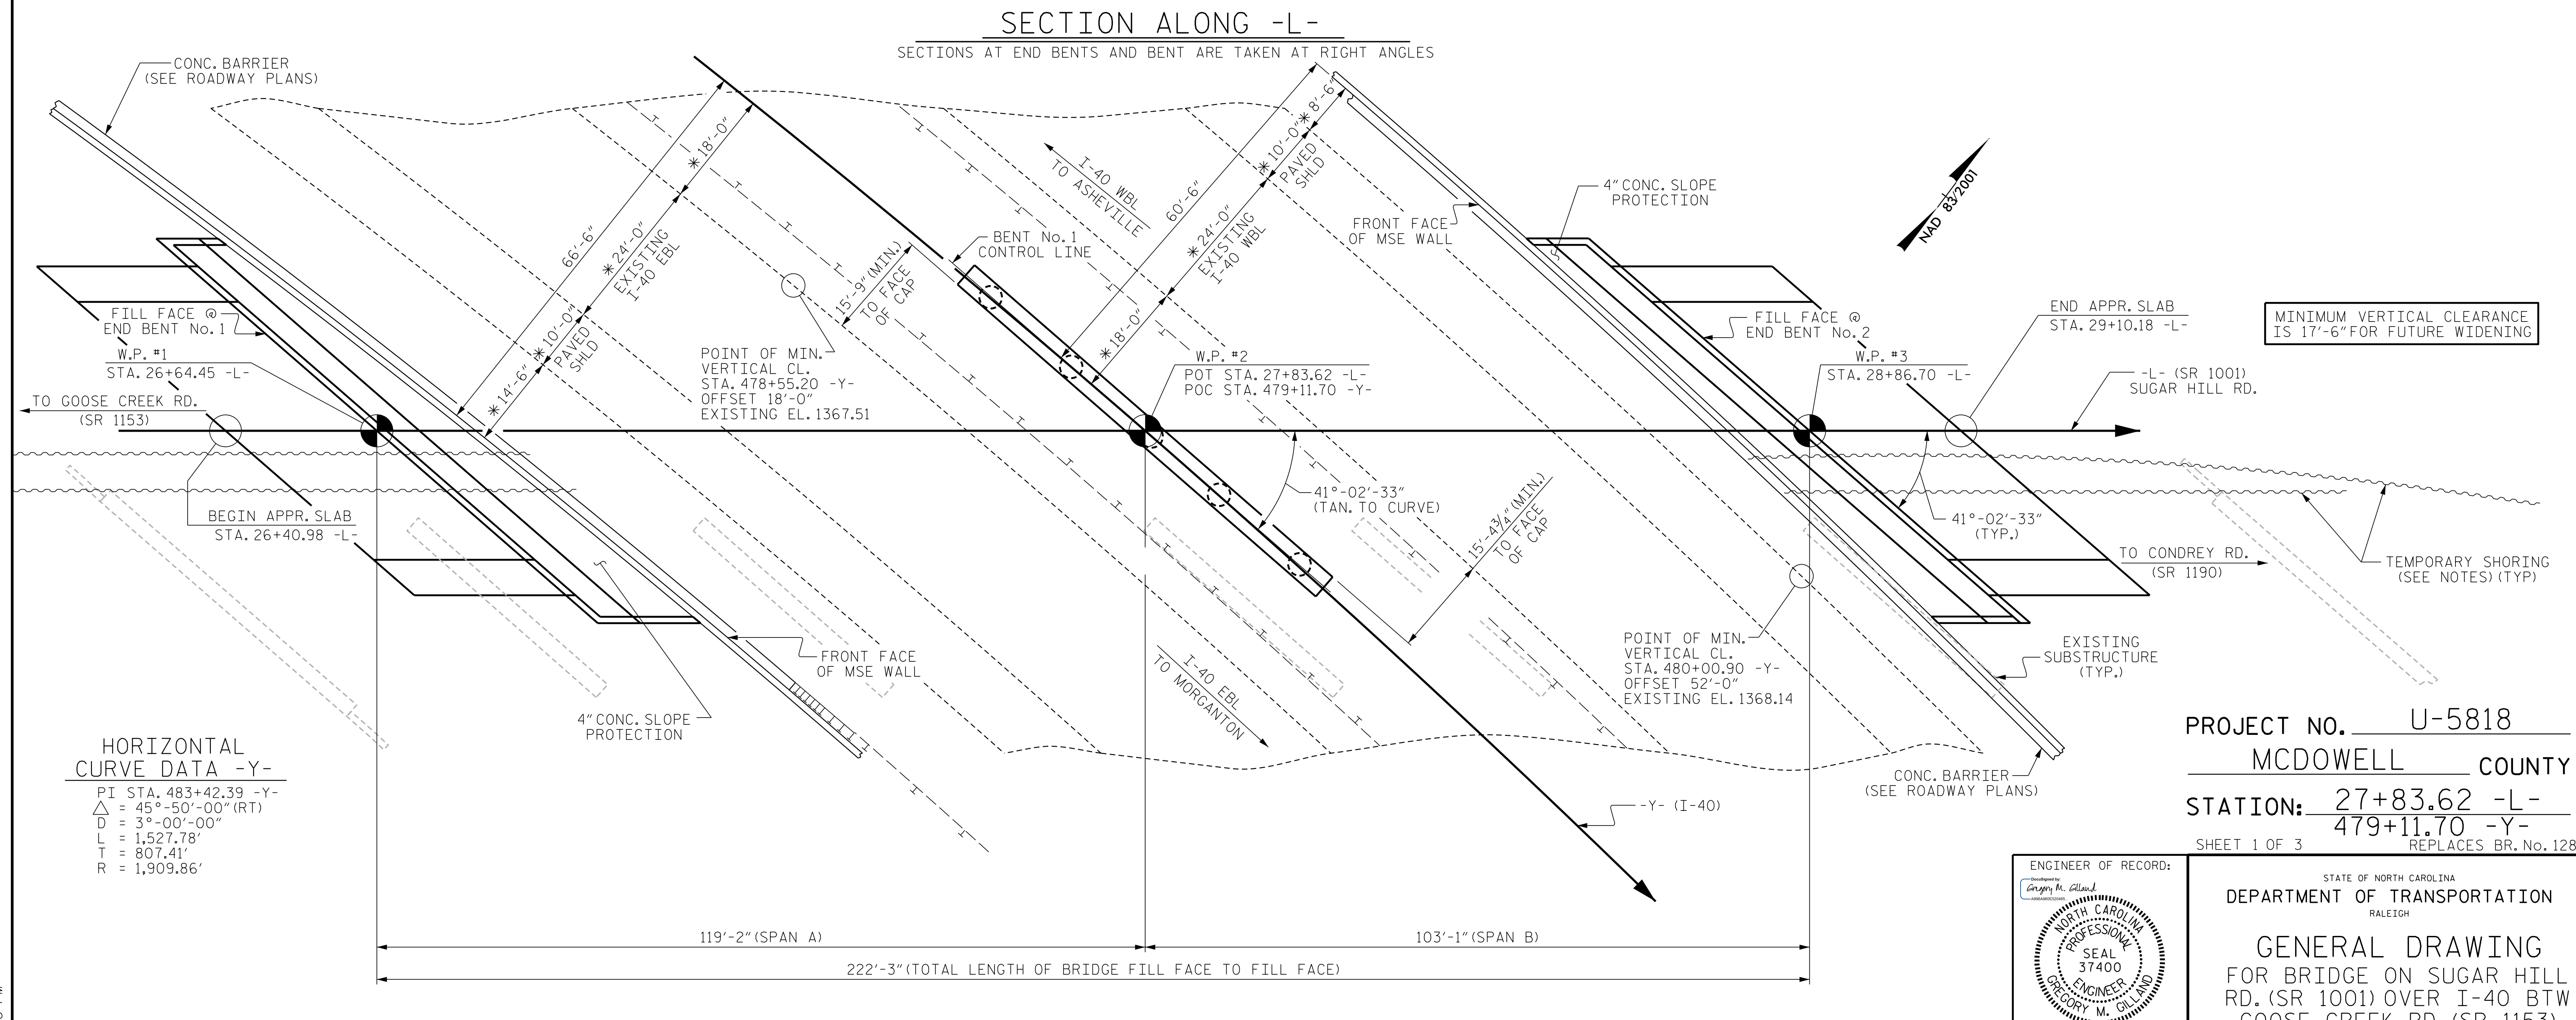 SECTION ALONG -L-
SECTIONS AT END BENTS AND BENT ARE TAKEN AT RIGHT ANGLES
CONC. BARRIER
(SEE ROADWAY PLANS)
66'-6"
✳ 18'-0"
✳ 24'-0"
EXISTING
I-40 EBL
✳ 10'-0"
PAVED
SHLD
✳ 14'-6"
I-40 WBL
TO ASHEVILLE
15'-9" (MIN.)
TO FACE
OF
CAP
BENT No. 1
CONTROL LINE
60'-6"
✳ 8'-6"
✳ 10'-0"
PAVED
SHLD
✳ 24'-0"
EXISTING
I-40 WBL
✳ 18'-0"
FRONT FACE
OF MSE WALL
4" CONC. SLOPE
PROTECTION
NAD 83/2001
FILL FACE @
END BENT No. 1
W.P. #1
STA. 26+64.45 -L-
TO GOOSE CREEK RD.
(SR 1153)
BEGIN APPR. SLAB
STA. 26+40.98 -L-
POINT OF MIN.
VERTICAL CL.
STA. 478+55.20 -Y-
OFFSET 18'-0"
EXISTING EL. 1367.51
W.P. #2
POT STA. 27+83.62 -L-
POC STA. 479+11.70 -Y-
FILL FACE @
END BENT No. 2
W.P. #3
STA. 28+86.70 -L-
END APPR. SLAB
STA. 29+10.18 -L-
MINIMUM VERTICAL CLEARANCE
IS 17'-6" FOR FUTURE WIDENING
-L- (SR 1001)
SUGAR HILL RD.
41°-02'-33"
(TAN. TO CURVE)
15'-4¾" (MIN.)
TO FACE
OF CAP
41°-02'-33"
(TYP.)
TO CONDREY RD.
(SR 1190)
TEMPORARY SHORING
(SEE NOTES) (TYP)
FRONT FACE
OF MSE WALL
4" CONC. SLOPE
PROTECTION
I-40 EBL
TO MORGANTON
POINT OF MIN.
VERTICAL CL.
STA. 480+00.90 -Y-
OFFSET 52'-0"
EXISTING EL. 1368.14
EXISTING
SUBSTRUCTURE
(TYP.)
CONC. BARRIER
(SEE ROADWAY PLANS)
-Y- (I-40)
HORIZONTAL
CURVE DATA -Y-
PI STA. 483+42.39 -Y-
△ = 45°-50'-00" (RT)
D = 3°-00'-00"
L = 1,527.78'
T = 807.41'
R = 1,909.86'
119'-2" (SPAN A)
103'-1" (SPAN B)
222'-3" (TOTAL LENGTH OF BRIDGE FILL FACE TO FILL FACE)
PROJECT NO. U-5818
MCDOWELL COUNTY
STATION: 27+83.62 -L-
479+11.70 -Y-
SHEET 1 OF 3
REPLACES BR. No. 128
ENGINEER OF RECORD:
DocuSigned by:
Gregory M. Gilland
NORTH CAROLINA
PROFESSIONAL
SEAL
37400
ENGINEER
GREGORY M. GILLAND
STATE OF NORTH CAROLINA
DEPARTMENT OF TRANSPORTATION
RALEIGH
GENERAL DRAWING
FOR BRIDGE ON SUGAR HILL
RD. (SR 1001) OVER I-40 BTW
GOOSE CREEK RD. (SR 1153)